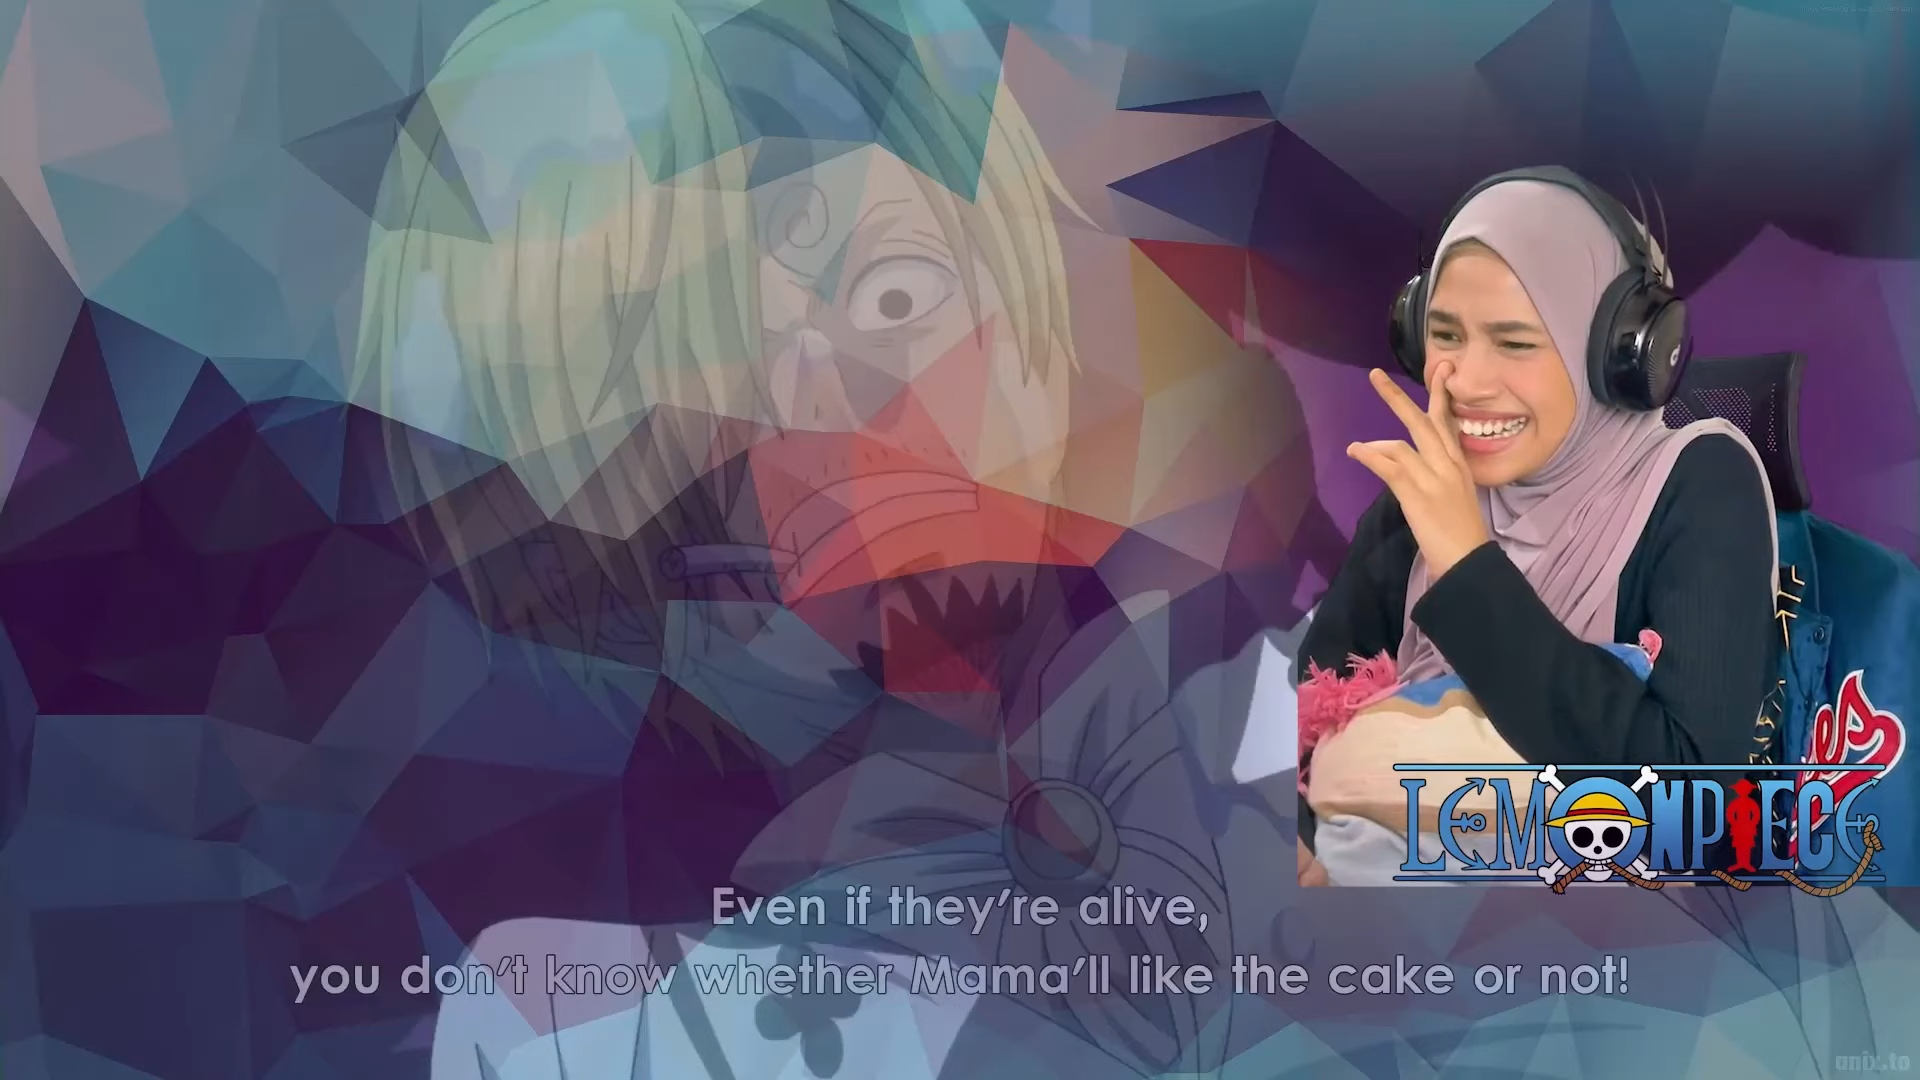 Even if they're alive,
you don't know whether Mama'll like the cake or not!
LEMONPIECE
anix.to